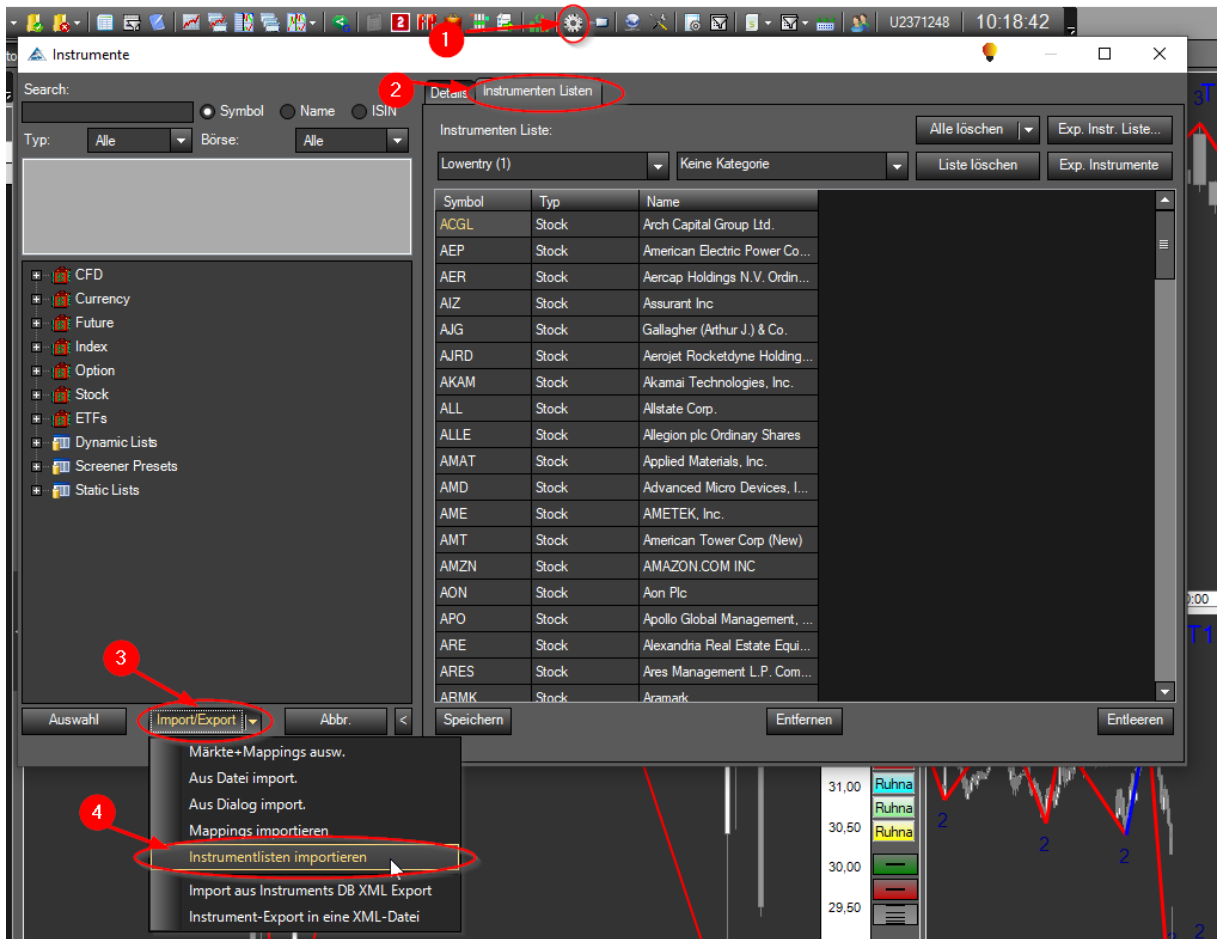 U2371248 10:18:42
1
Instrumente
Search:
Symbol Name ISIN
Typ: Alle Börse: Alle
CFD
Currency
Future
Index
Option
Stock
ETFs
Dynamic Lists
Screener Presets
Static Lists
2
Details Instrumenten Listen
Instrumenten Liste:
Alle löschen Exp. Instr. Liste...
Lowentry (1) Keine Kategorie Liste löschen Exp. Instrumente
Symbol Typ Name
ACGL Stock Arch Capital Group Ltd.
AEP Stock American Electric Power Co...
AER Stock Aercap Holdings N.V. Ordin...
AIZ Stock Assurant Inc
AJG Stock Gallagher (Arthur J.) & Co.
AJRD Stock Aerojet Rocketdyne Holding...
AKAM Stock Akamai Technologies, Inc.
ALL Stock Allstate Corp.
ALLE Stock Allegion plc Ordinary Shares
AMAT Stock Applied Materials, Inc.
AMD Stock Advanced Micro Devices, I...
AME Stock AMETEK, Inc.
AMT Stock American Tower Corp (New)
AMZN Stock AMAZON.COM INC
AON Stock Aon Plc
APO Stock Apollo Global Management, ...
ARE Stock Alexandria Real Estate Equi...
ARES Stock Ares Management L.P. Com...
ARMK Stock Aramark
3
Auswahl Import/Export Abbr. <
Speichern Entfernen Entleeren
Märkte+Mappings ausw.
Aus Datei import.
Aus Dialog import.
4
Mappings importieren
Instrumentlisten importieren
Import aus Instruments DB XML Export
Instrument-Export in eine XML-Datei
31,00 Ruhna
Ruhna
30,50 Ruhna
30,00
29,50
2
2
2
2
3T
T1
:00